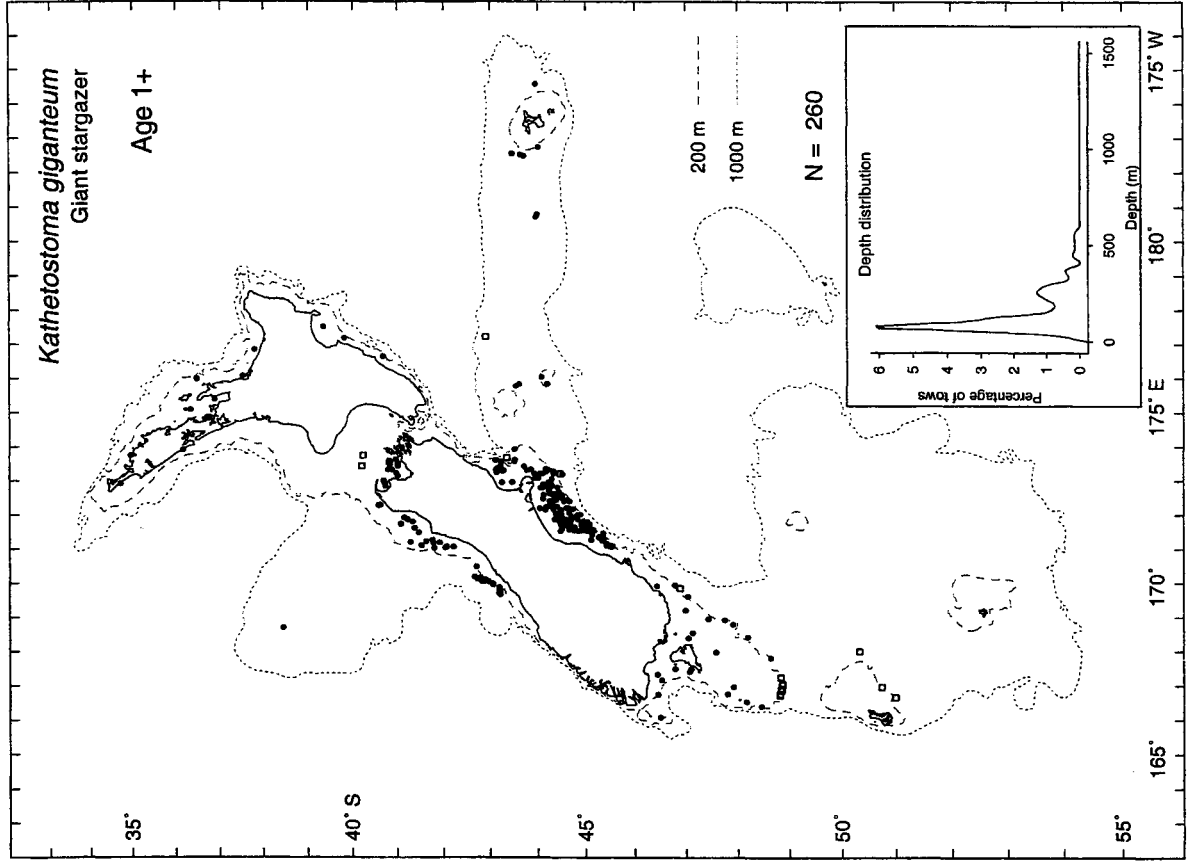 Kathetostoma giganteum
Giant stargazer
Age 1+
35°
40° S
45°
50°
55°
165°
170°
175° E
180°
175° W
200 m
1000 m
N = 260
Depth distribution
Percentage of tows
6
5
4
3
2
1
0
0
500
1000
1500
Depth (m)